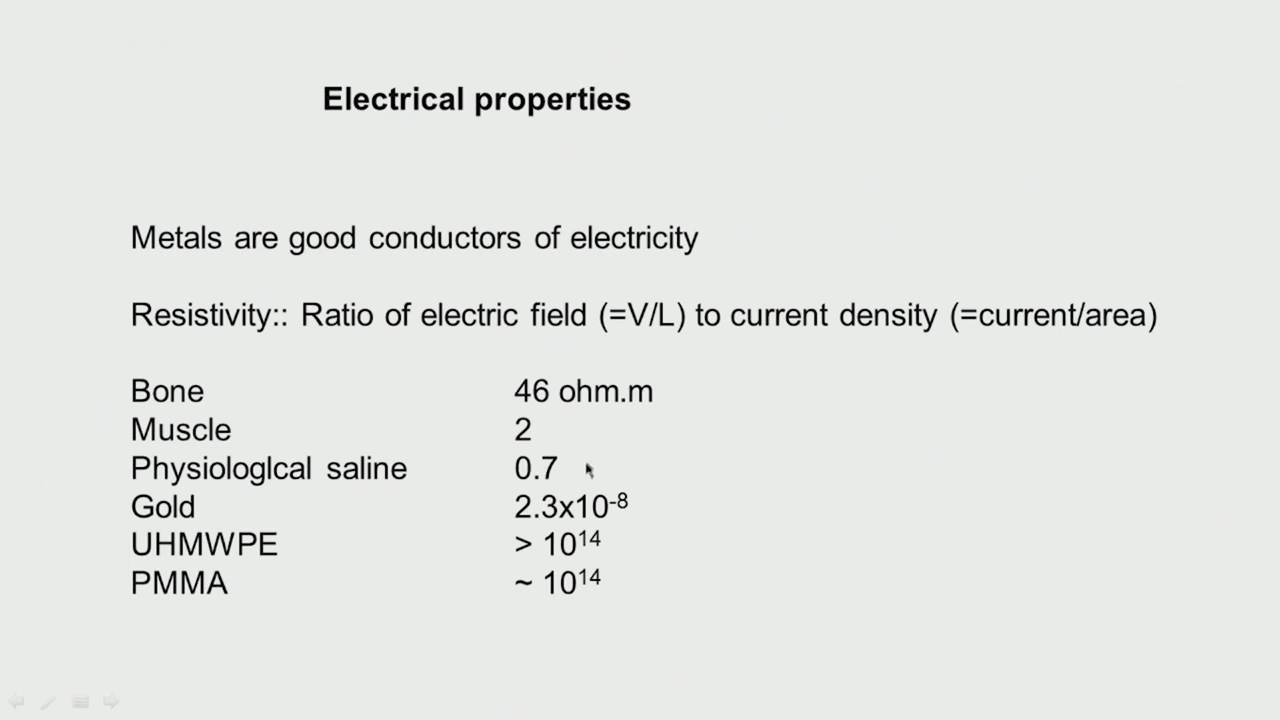 Electrical properties
Metals are good conductors of electricity
Resistivity:: Ratio of electric field (=V/L) to current density (=current/area)
Bone 46 ohm.m
Muscle 2
Physiologlcal saline 0.7
Gold 2.3x10⁻⁸
UHMWPE > 10¹⁴
PMMA ~ 10¹⁴